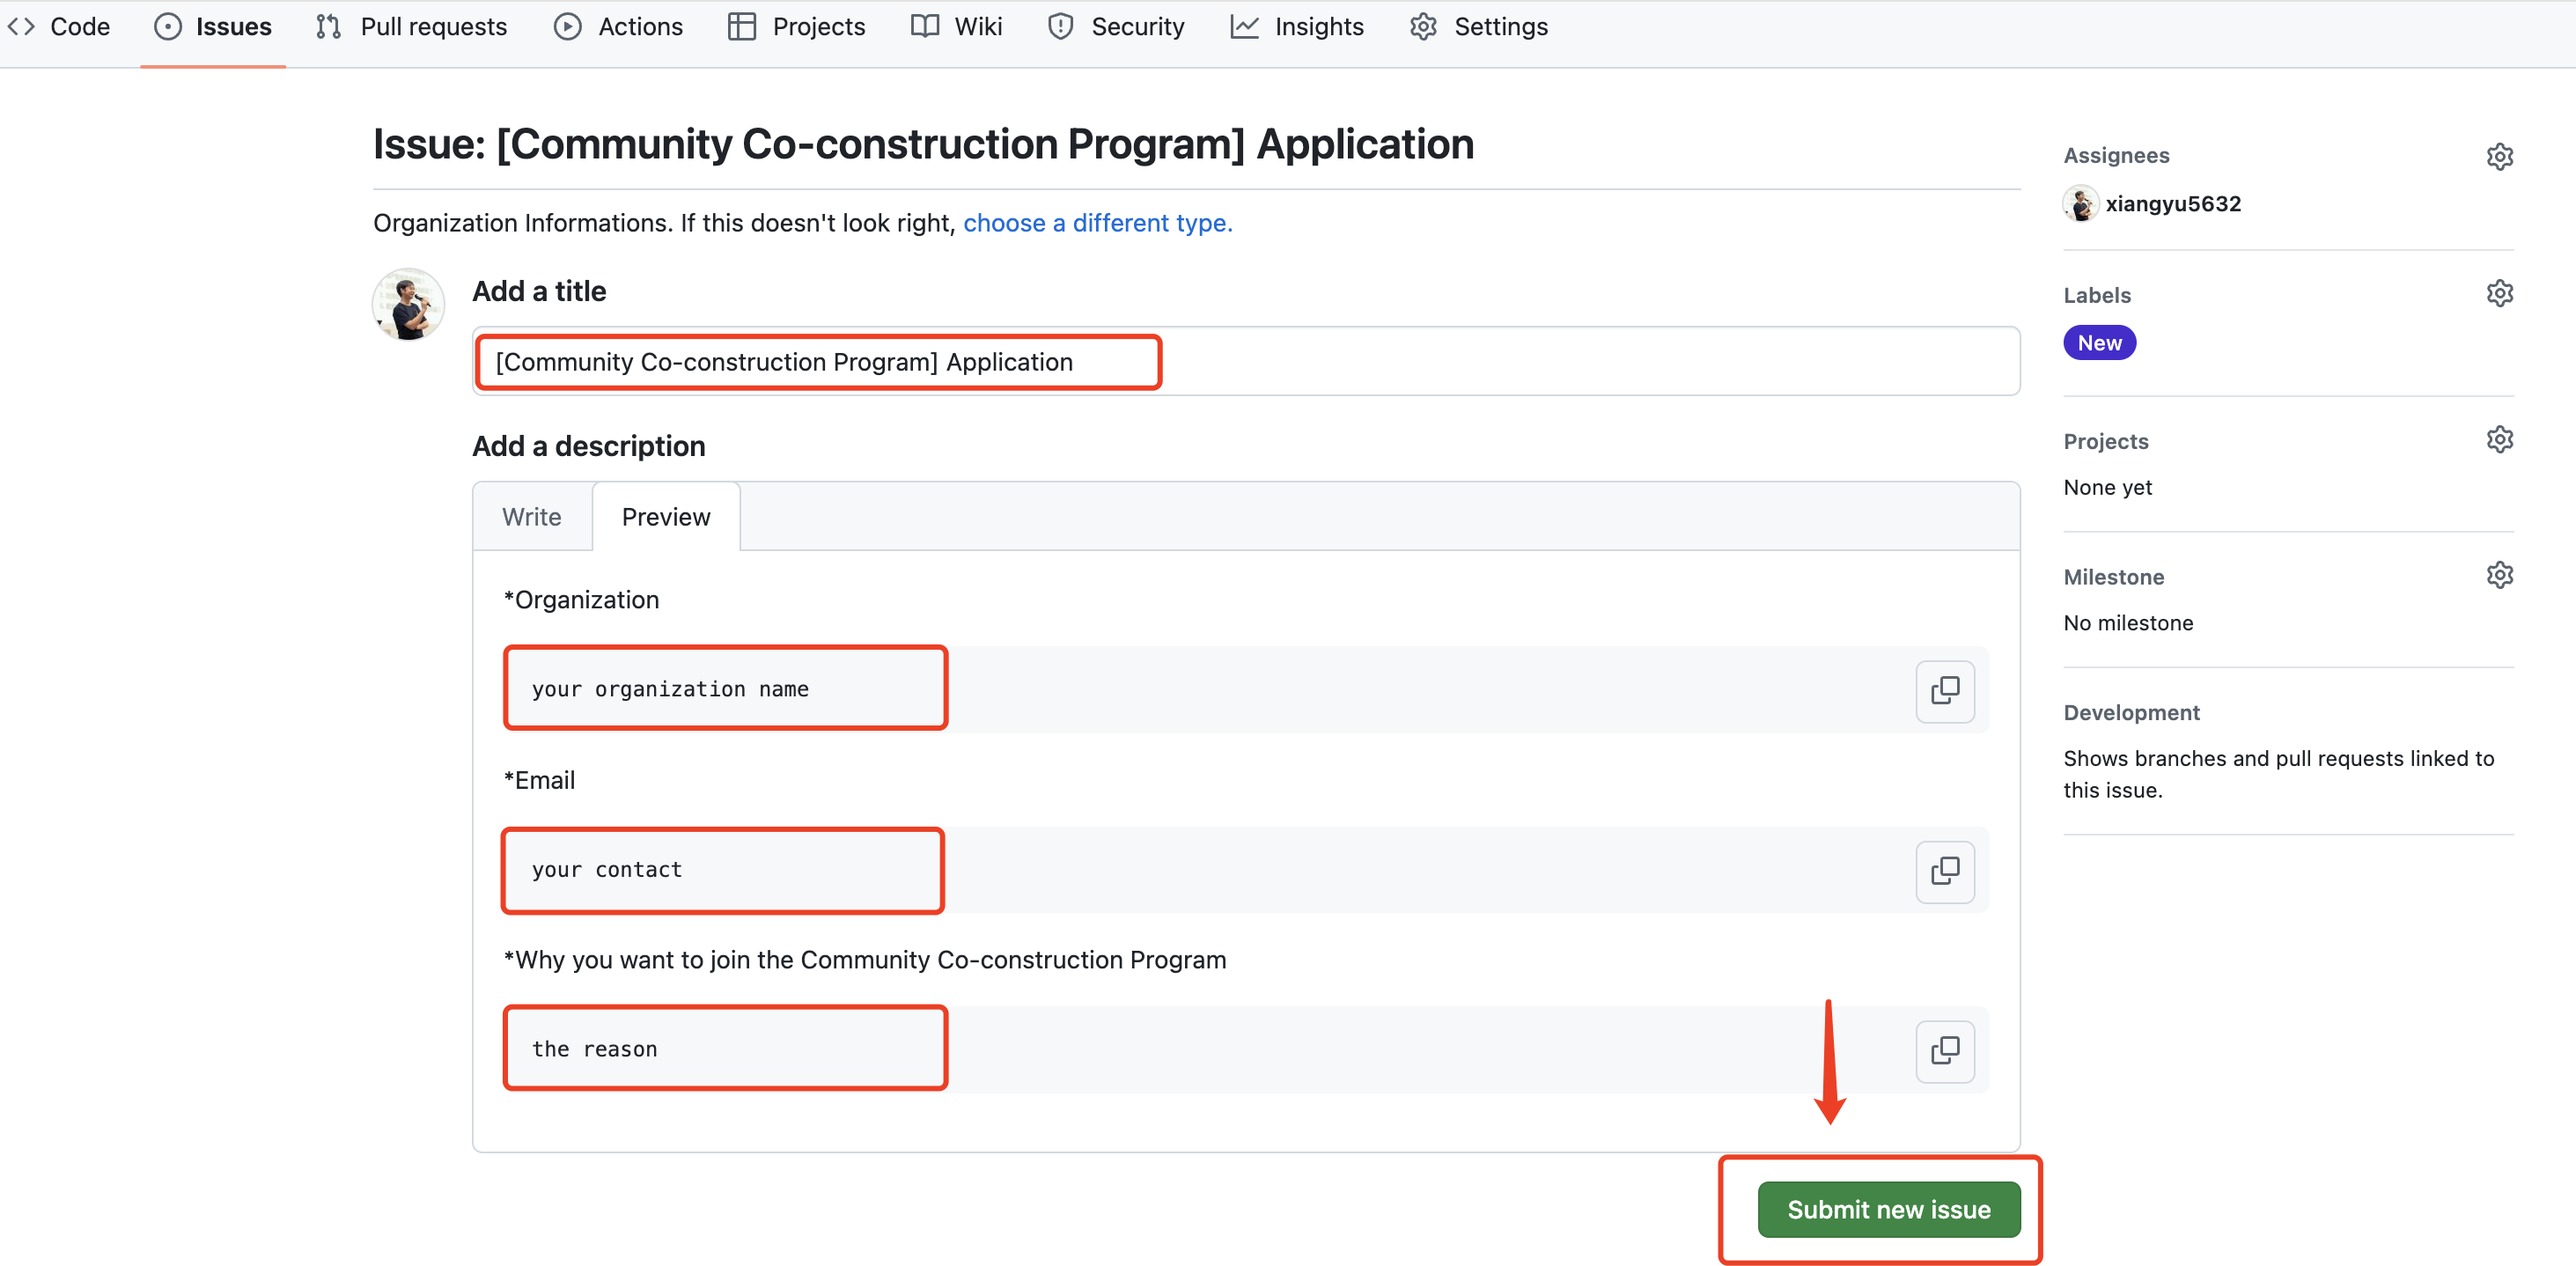 Code Issues Pull requests Actions Projects Wiki Security Insights Settings
Issue: [Community Co-construction Program] Application
Organization Informations. If this doesn't look right, choose a different type.
Add a title
[Community Co-construction Program] Application
Add a description
Write Preview
*Organization
your organization name
*Email
your contact
*Why you want to join the Community Co-construction Program
the reason
Submit new issue
Assignees
xiangyu5632
Labels
New
Projects
None yet
Milestone
No milestone
Development
Shows branches and pull requests linked to
this issue.